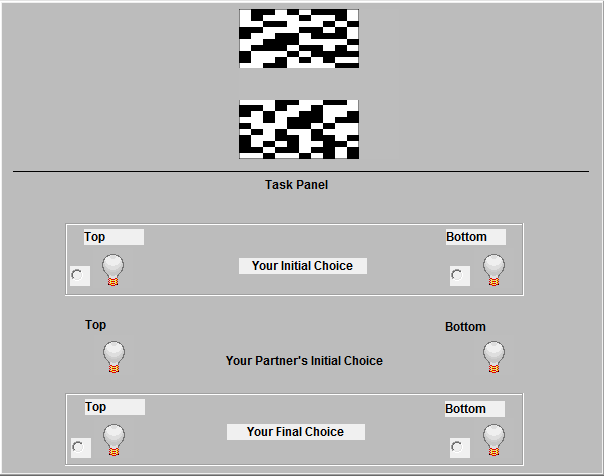 Task Panel
Top Bottom
Your Initial Choice
Top Bottom
Your Partner's Initial Choice
Top Bottom
Your Final Choice